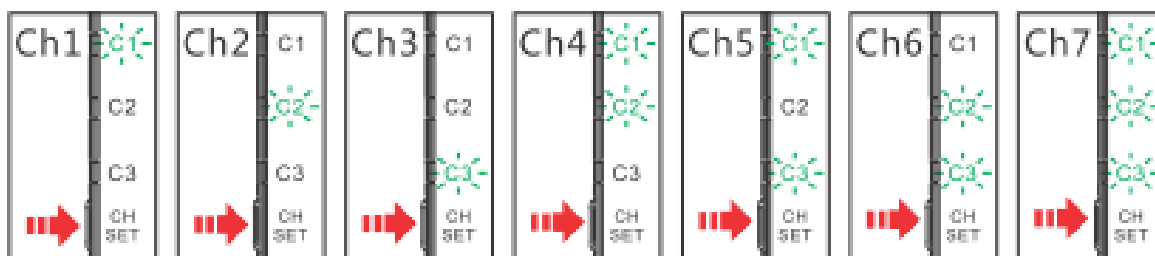 Ch1 C1
C2
C3
CH
SET
Ch2 C1
C2
C3
CH
SET
Ch3 C1
C2
C3
CH
SET
Ch4 C1
C2
C3
CH
SET
Ch5 C1
C2
C3
CH
SET
Ch6 C1
C2
C3
CH
SET
Ch7 C1
C2
C3
CH
SET